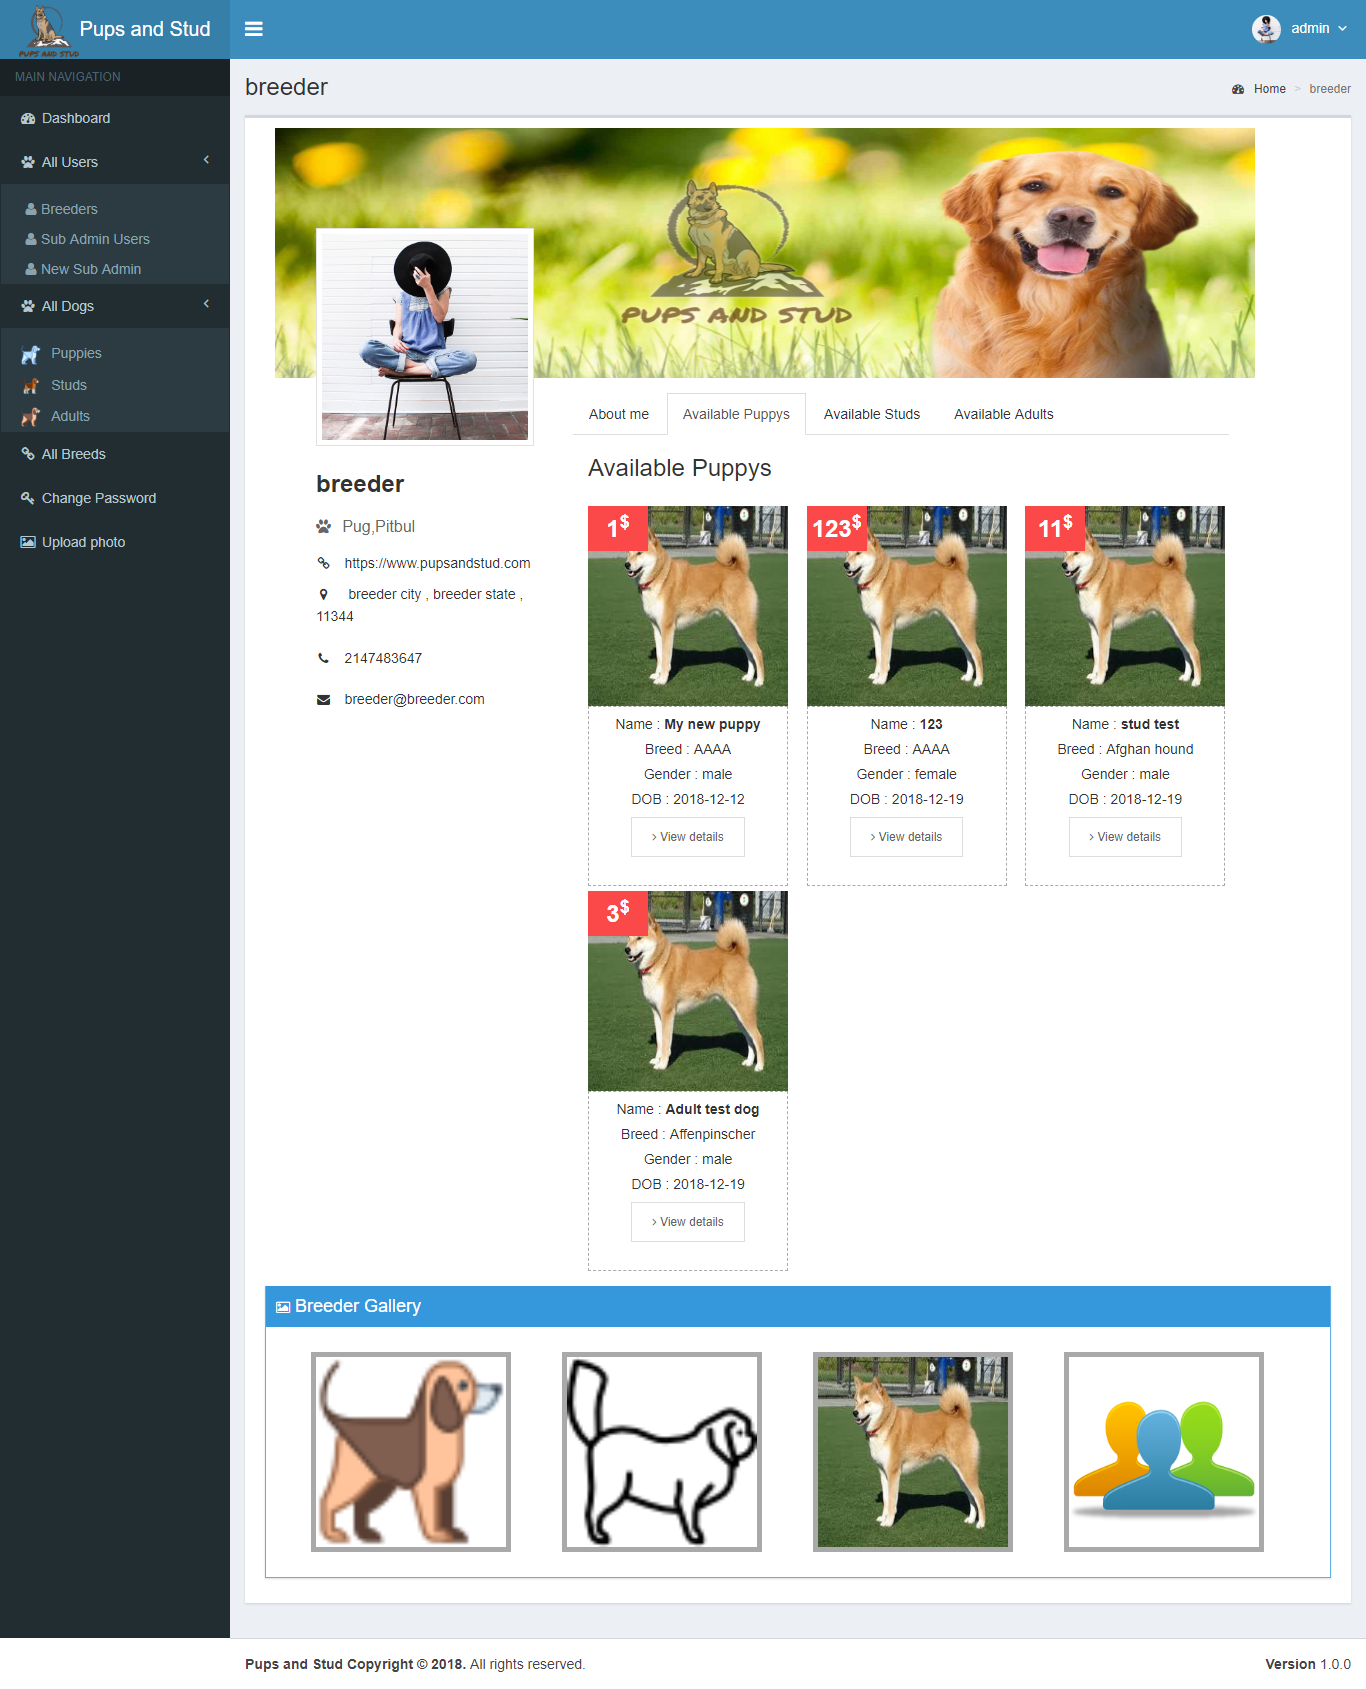 PUPS AND STUD
Pups and Stud
admin
MAIN NAVIGATION
breeder
Home > breeder
Dashboard
All Users
Breeders
Sub Admin Users
New Sub Admin
All Dogs
Puppies
Studs
Adults
All Breeds
Change Password
Upload photo
PUPS AND STUD
About me
Available Puppys
Available Studs
Available Adults
breeder
Pug,Pitbul
https://www.pupsandstud.com
breeder city , breeder state ,
11344
2147483647
breeder@breeder.com
Available Puppys
1$
Name : My new puppy
Breed : AAAA
Gender : male
DOB : 2018-12-12
> View details
123$
Name : 123
Breed : AAAA
Gender : female
DOB : 2018-12-19
> View details
11$
Name : stud test
Breed : Afghan hound
Gender : male
DOB : 2018-12-19
> View details
3$
Name : Adult test dog
Breed : Affenpinscher
Gender : male
DOB : 2018-12-19
> View details
Breeder Gallery
Pups and Stud Copyright © 2018. All rights reserved.
Version 1.0.0